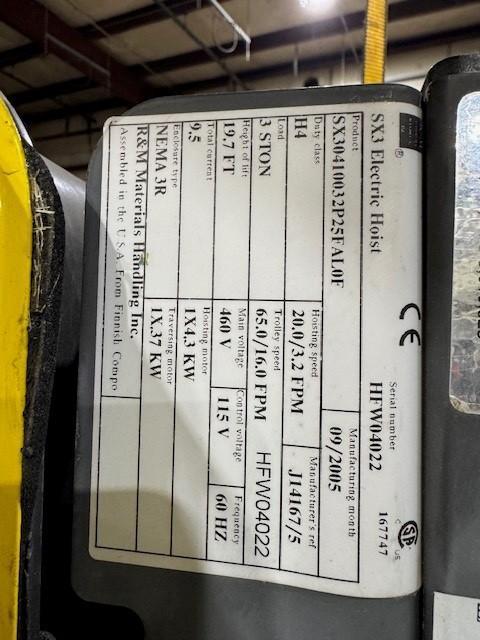 SX3 Electric Hoist
CE
Serial number
HFW04022
167747
C US
Product
SX30410032P25FAL0F
Manufacturing month
09/2005
Duty class
H4
Hoisting speed
20.0/3.2 FPM
Manufacturer's ref
J14167/5
Load
3 STON
Trolley speed
65.0/16.0 FPM
HFW04022
Height of lift
19,7 FT
Main voltage
460 V
Control voltage
115 V
Frequency
60 HZ
Total current
9,5
Hoisting motor
1X4,3 KW
Enclosure type
NEMA 3R
Traversing motor
1X,37 KW
R&M Materials Handling Inc.
Assembled in the U.S.A. From Finnish Compo